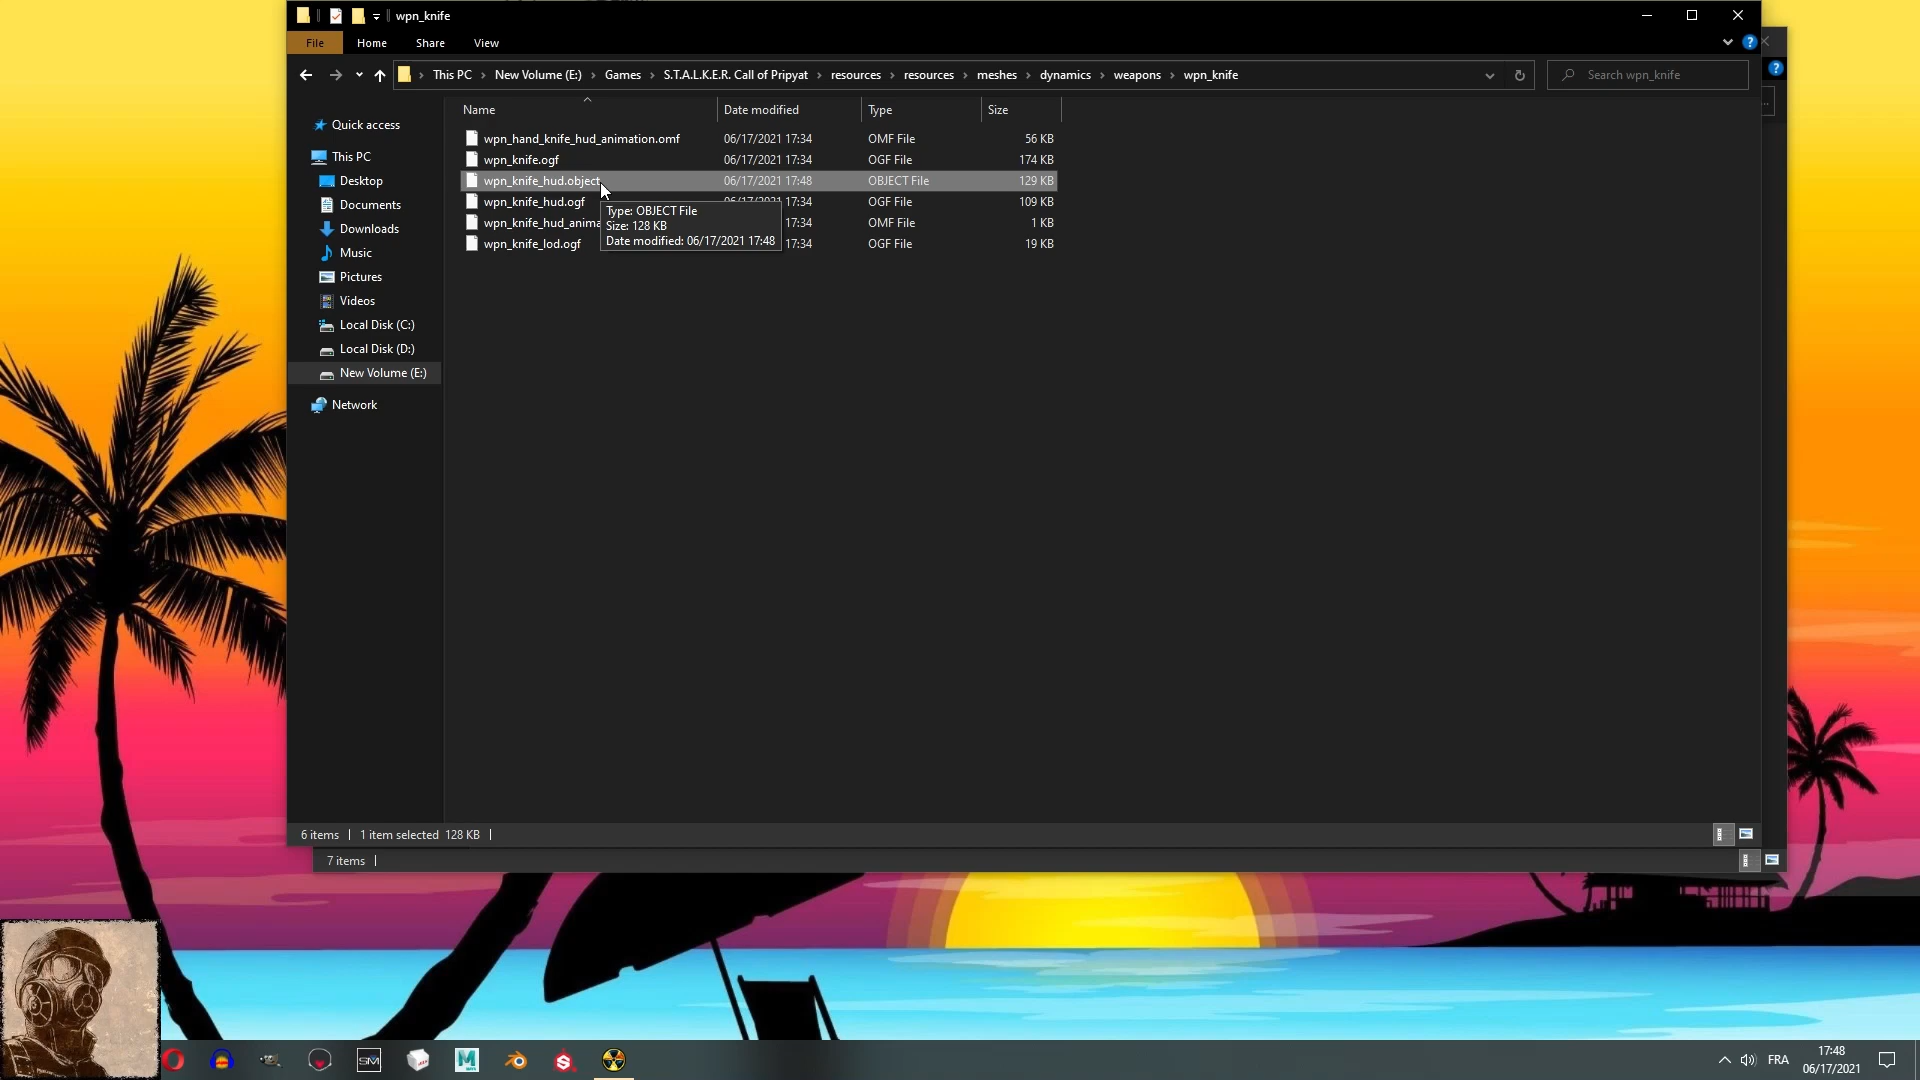 wpn_knife
File Home Share View
This PC New Volume (E:) Games S.T.A.L.K.E.R. Call of Pripyat resources resources meshes dynamics weapons wpn_knife
Search wpn_knife
Name Date modified Type Size
Quick access
This PC
Desktop
Documents
Downloads
Music
Pictures
Videos
Local Disk (C:)
Local Disk (D:)
New Volume (E:)
Network
wpn_hand_knife_hud_animation.omf 06/17/2021 17:34 OMF File 56 KB
wpn_knife.ogf 06/17/2021 17:34 OGF File 174 KB
wpn_knife_hud.object 06/17/2021 17:48 OBJECT File 129 KB
wpn_knife_hud.ogf 06/17/2021 17:34 OGF File 109 KB
wpn_knife_hud_anima 17:34 OMF File 1 KB
wpn_knife_lod.ogf 17:34 OGF File 19 KB
Type: OBJECT File
Size: 128 KB
Date modified: 06/17/2021 17:48
6 items 1 item selected 128 KB
7 items
SM
M
FRA
17:48
06/17/2021